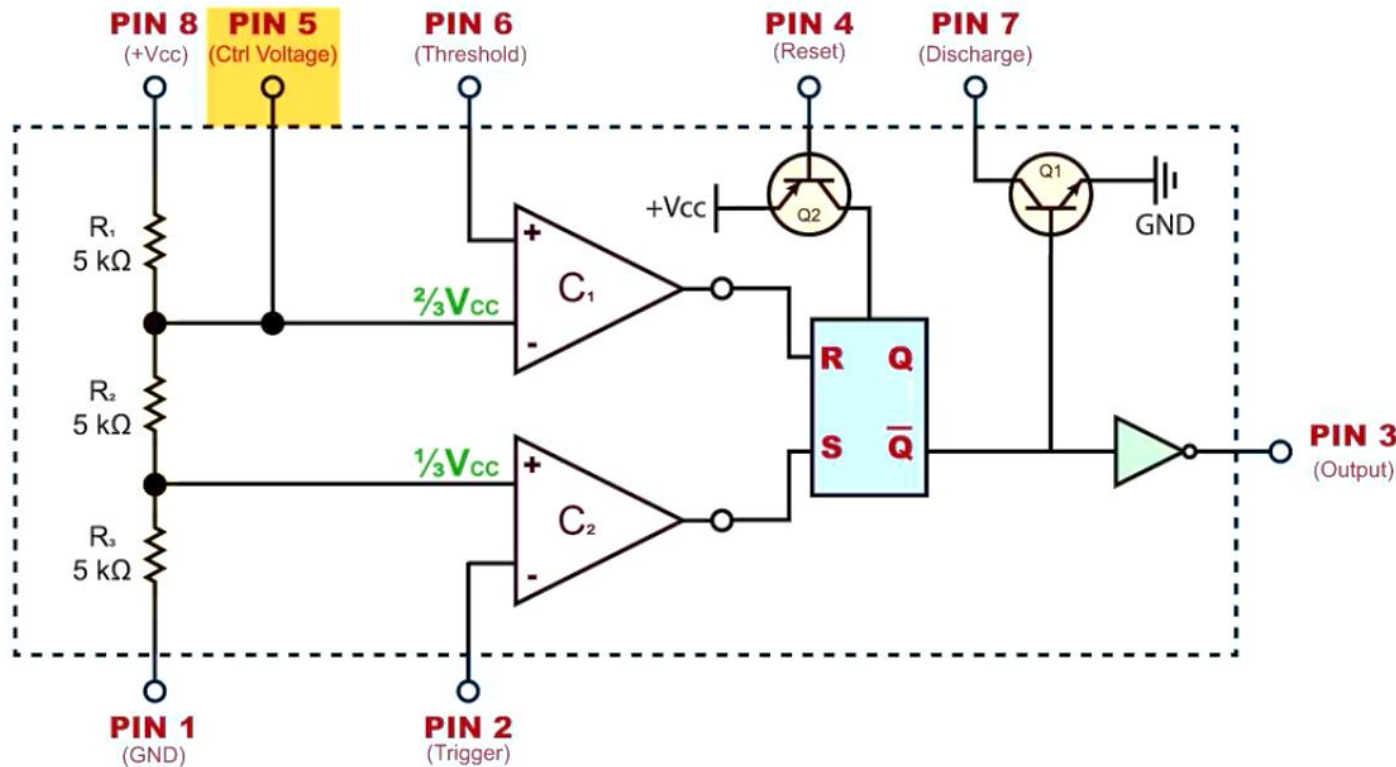 PIN 8
(+Vcc)
PIN 5
(Ctrl Voltage)
PIN 6
(Threshold)
PIN 4
(Reset)
PIN 7
(Discharge)
R₁
5 kΩ
⅔Vcc
+
C₁
-
+Vcc
Q2
Q1
GND
R₂
5 kΩ
R Q
S Q̅
⅓Vcc
+
C₂
-
R₃
5 kΩ
PIN 3
(Output)
PIN 1
(GND)
PIN 2
(Trigger)